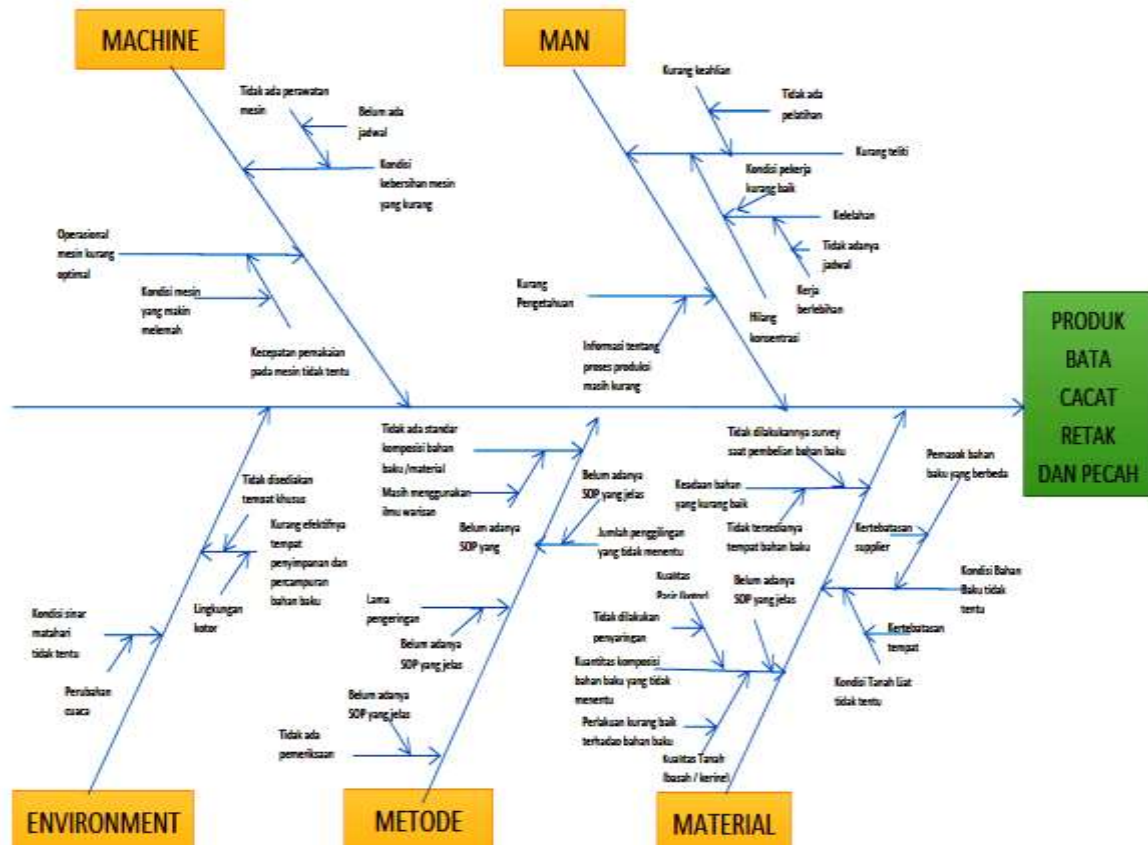 MACHINE
MAN
Kurang keahlian
Tidak ada perawatan
mesin
Belum ada
jadwal
Tidak ada
pelatihan
Kondisi
kebersihan mesin
yang kurang
Kurang teliti
Kondisi pekerja
kurang baik
Kelelahan
Tidak adanya
jadwal
Kerja
berlebihan
Hilang
konsentrasi
Operasional
mesin kurang
optimal
Kondisi mesin
yang makin
melemah
Kecepatan pemakaian
pada mesin tidak tentu
Kurang
Pengetahuan
Informasi tentang
proses produksi
masih kurang
PRODUK
BATA
CACAT
RETAK
DAN PECAH
Tidak disediakan
tempat khusus
Kurang efektifnya
tempat
penyimpanan dan
percampuran
bahan baku
Lingkungan
kotor
Kondisi sinar
matahari
tidak tentu
Perubahan
cuaca
Tidak ada standar
komposisi bahan
baku /material
Masih menggunakan
ilmu warisan
Belum adanya
SOP yang jelas
Belum adanya
SOP yang
Jumlah penggilingan
yang tidak menentu
Lama
pengeringan
Belum adanya
SOP yang jelas
Belum adanya
SOP yang jelas
Tidak ada
pemeriksaan
Tidak dilakukannya survey
saat pembelian bahan baku
Keadaan bahan
yang kurang baik
Tidak tersedianya
tempat bahan baku
Pemasok bahan
baku yang berbeda
Kertebatasan
supplier
Kondisi Bahan
Baku tidak
tentu
Kertebatasan
tempat
Kondisi Tanah Liat
tidak tentu
Kualitas
Belum adanya
SOP yang jelas
Tidak dilakukan
penyaringan
Kuantitas komposisi
bahan baku yang tidak
menentu
Perlakuan kurang baik
terhadap bahan baku
Kualitas Tanah
(basah / kering)
ENVIRONMENT
METODE
MATERIAL